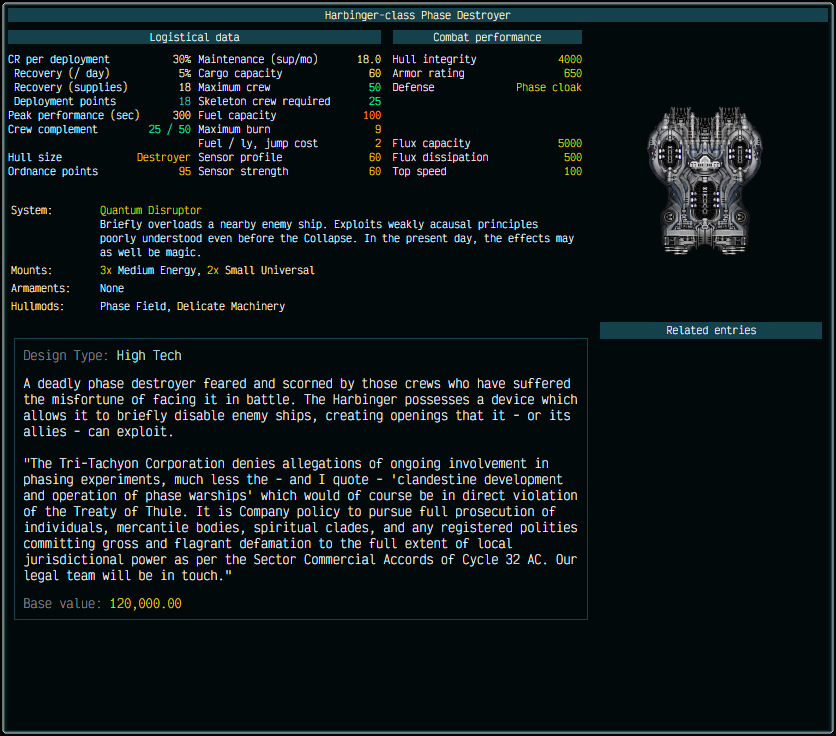 Harbinger-class Phase Destroyer
Logistical data
Combat performance
CR per deployment 30% Maintenance (sup/mo) 18.0 Hull integrity 4000
Recovery (/ day) 5% Cargo capacity 60 Armor rating 650
Recovery (supplies) 18 Maximum crew 50 Defense Phase cloak
Deployment points 18 Skeleton crew required 25
Peak performance (sec) 300 Fuel capacity 100
Crew complement 25 / 50 Maximum burn 9
Fuel / ly, jump cost 2 Flux capacity 5000
Hull size Destroyer Sensor profile 60 Flux dissipation 500
Ordnance points 95 Sensor strength 60 Top speed 100
System: Quantum Disruptor
Briefly overloads a nearby enemy ship. Exploits weakly acausal principles
poorly understood even before the Collapse. In the present day, the effects may
as well be magic.
Mounts: 3x Medium Energy, 2x Small Universal
Armaments: None
Hullmods: Phase Field, Delicate Machinery
Related entries
Design Type: High Tech
A deadly phase destroyer feared and scorned by those crews who have suffered
the misfortune of facing it in battle. The Harbinger possesses a device which
allows it to briefly disable enemy ships, creating openings that it - or its
allies - can exploit.
"The Tri-Tachyon Corporation denies allegations of ongoing involvement in
phasing experiments, much less the - and I quote - 'clandestine development
and operation of phase warships' which would of course be in direct violation
of the Treaty of Thule. It is Company policy to pursue full prosecution of
individuals, mercantile bodies, spiritual clades, and any registered polities
committing gross and flagrant defamation to the full extent of local
jurisdictional power as per the Sector Commercial Accords of Cycle 32 AC. Our
legal team will be in touch."
Base value: 120,000.00